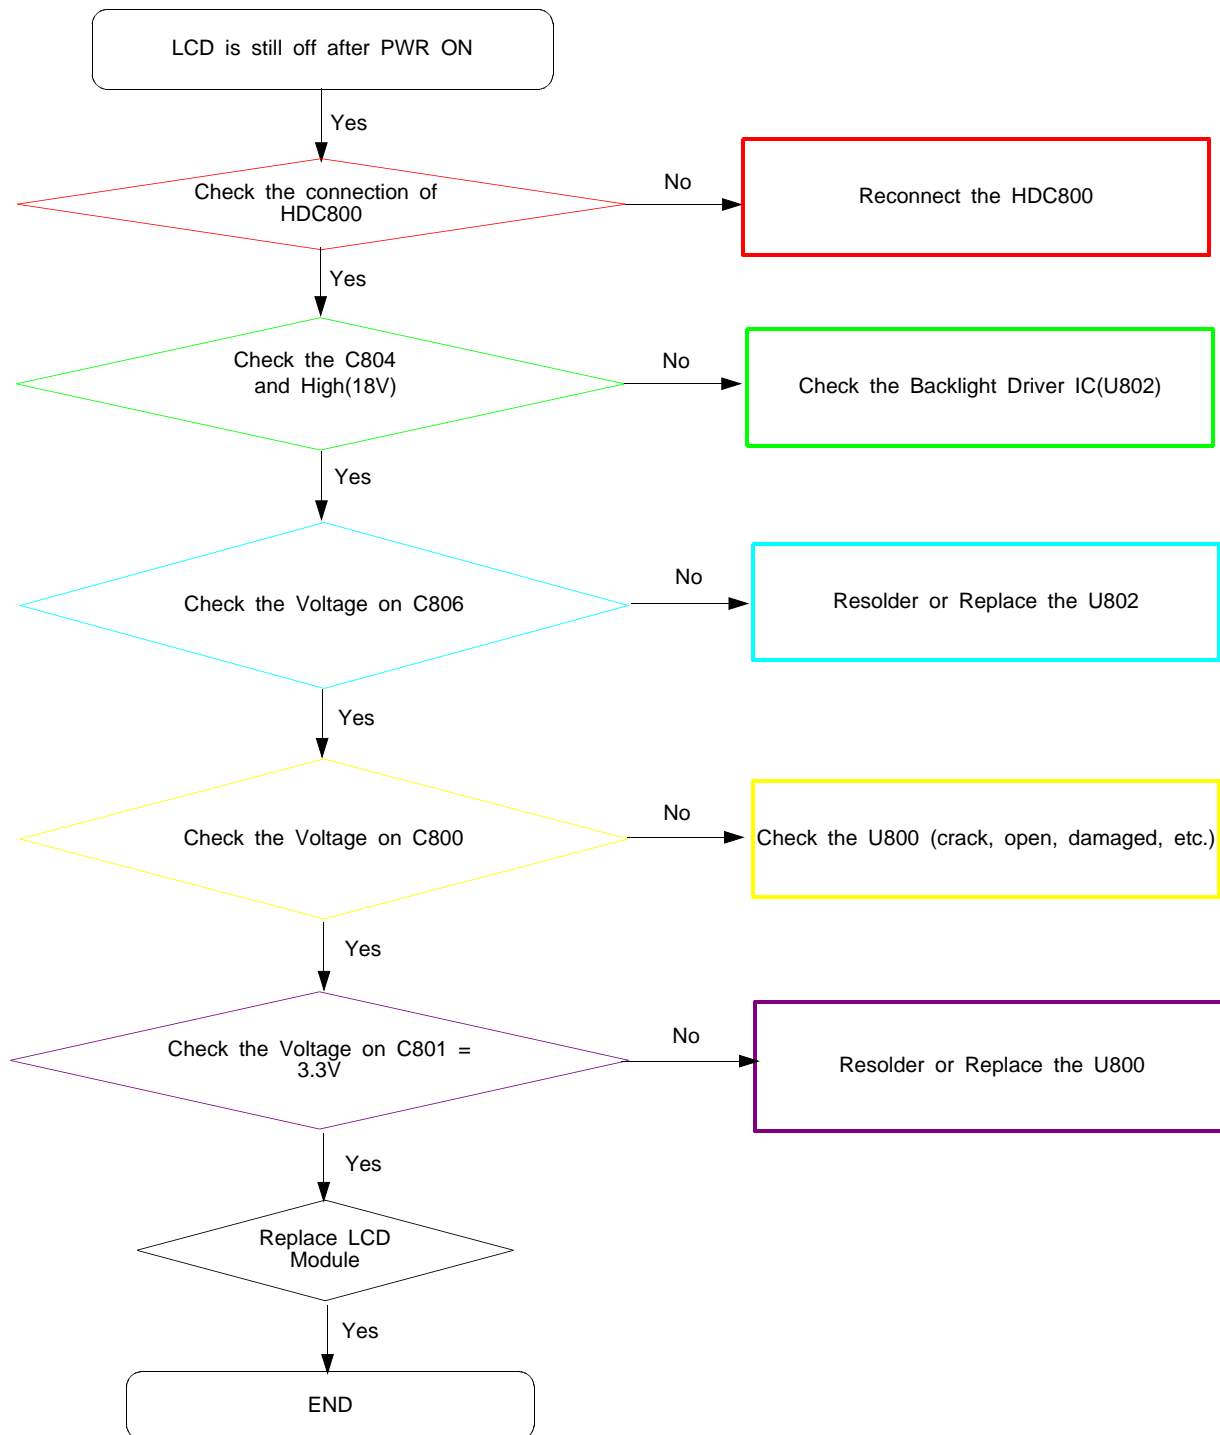 LCD is still off after PWR ON
Yes
Check the connection of
HDC800
No
Reconnect the HDC800
Yes
Check the C804
and High(18V)
No
Check the Backlight Driver IC(U802)
Yes
Check the Voltage on C806
No
Resolder or Replace the U802
Yes
Check the Voltage on C800
No
Check the U800 (crack, open, damaged, etc.)
Yes
Check the Voltage on C801 =
3.3V
No
Resolder or Replace the U800
Yes
Replace LCD
Module
Yes
END